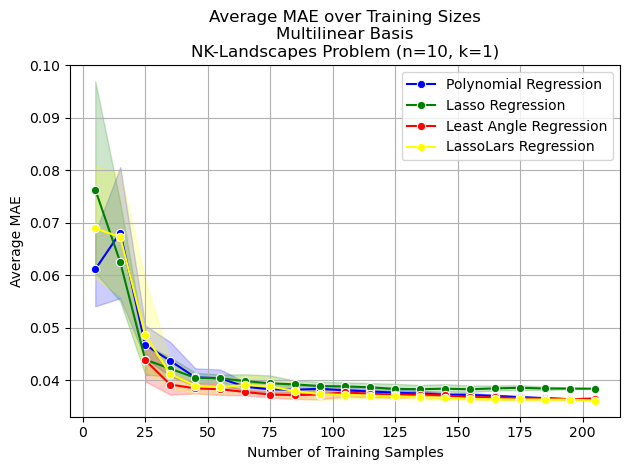 Average MAE over Training Sizes
Multilinear Basis
NK-Landscapes Problem (n=10, k=1)
Polynomial Regression
Lasso Regression
Least Angle Regression
LassoLars Regression
Average MAE
0.10
0.09
0.08
0.07
0.06
0.05
0.04
0 25 50 75 100 125 150 175 200
Number of Training Samples